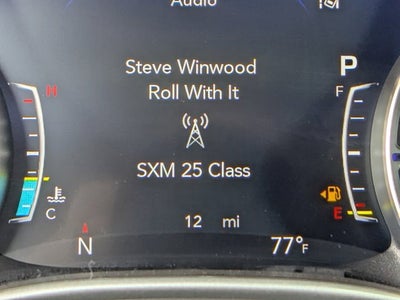 Audio
Steve Winwood
P
Roll With It
H
F
SXM 25 Class
C
E
12 mi
N
77°F